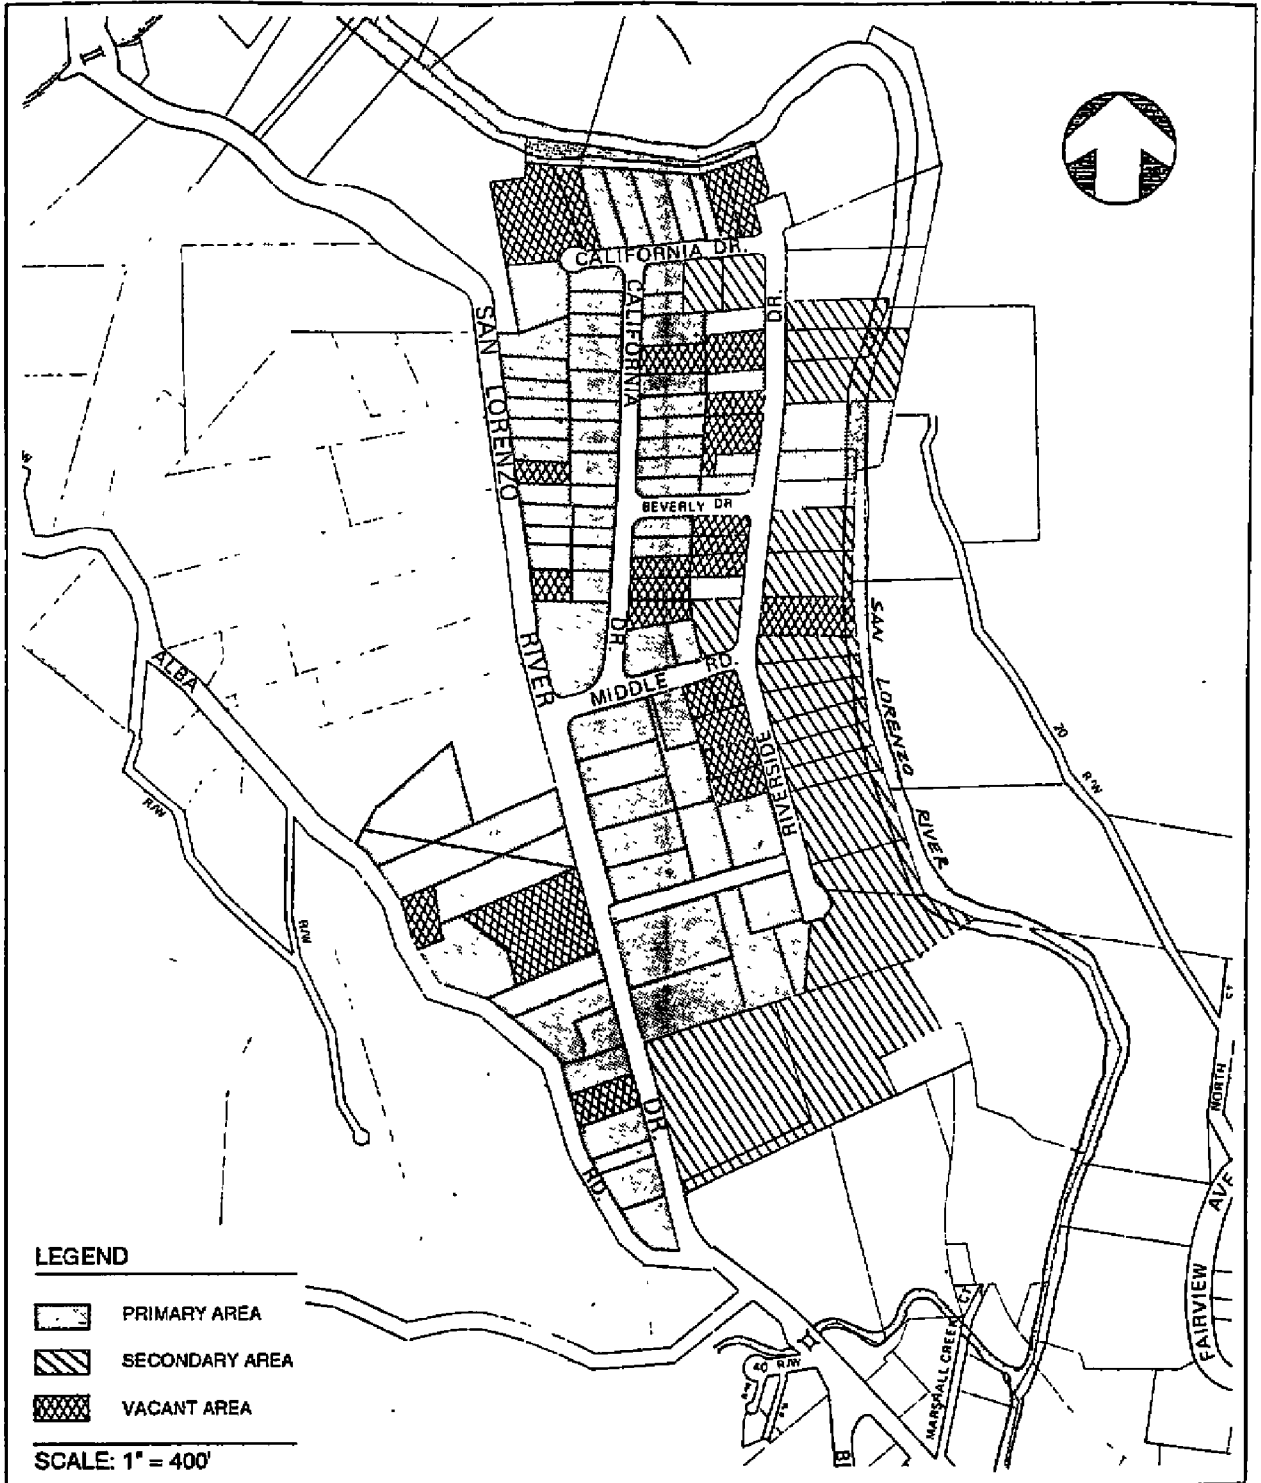 CALIFORNIA DR.
CALIFORNIA
DR.
DR.
SAN LORENZO
BEVERLY DR
SAN
RIVER
ALBA
MIDDLE RD.
LORENZO
20
R/W
R/W
RIVERSIDE
RIVER
R/W
NORTH
DR.
RD.
AVE
LEGEND
FAIRVIEW
PRIMARY AREA
SECONDARY AREA
40 R/W
MARSHALL CREEK CT
VACANT AREA
SCALE: 1" = 400'